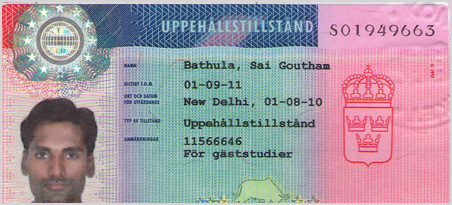 UPPEHÅLLSTILLSTÅND
S01949663
NAMN Bathula, Sai Goutham
GILTIGT T.O.M. 01-09-11
ORT OCH DATUM
FÖR UTFÄRDANDE New Delhi, 01-08-10
TYP AV TILLSTÅND Uppehållstillstånd
ANMÄRKNINGAR 11566646
För gäststudier